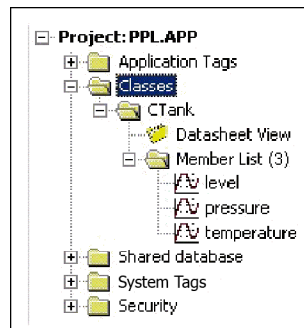 Project: PPL.APP
Application Tags
Classes
CTank
Datasheet View
Member List (3)
level
pressure
temperature
Shared database
System Tags
Security